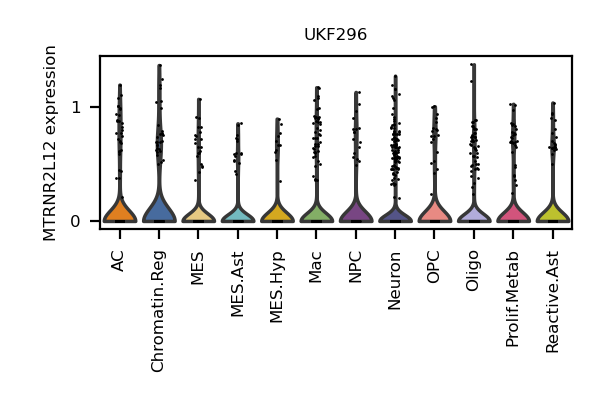 UKF296
MTRNR2L12 expression
1
0
AC
Chromatin.Reg
MES
MES.Ast
MES.Hyp
Mac
NPC
Neuron
OPC
Oligo
Prolif.Metab
Reactive.Ast